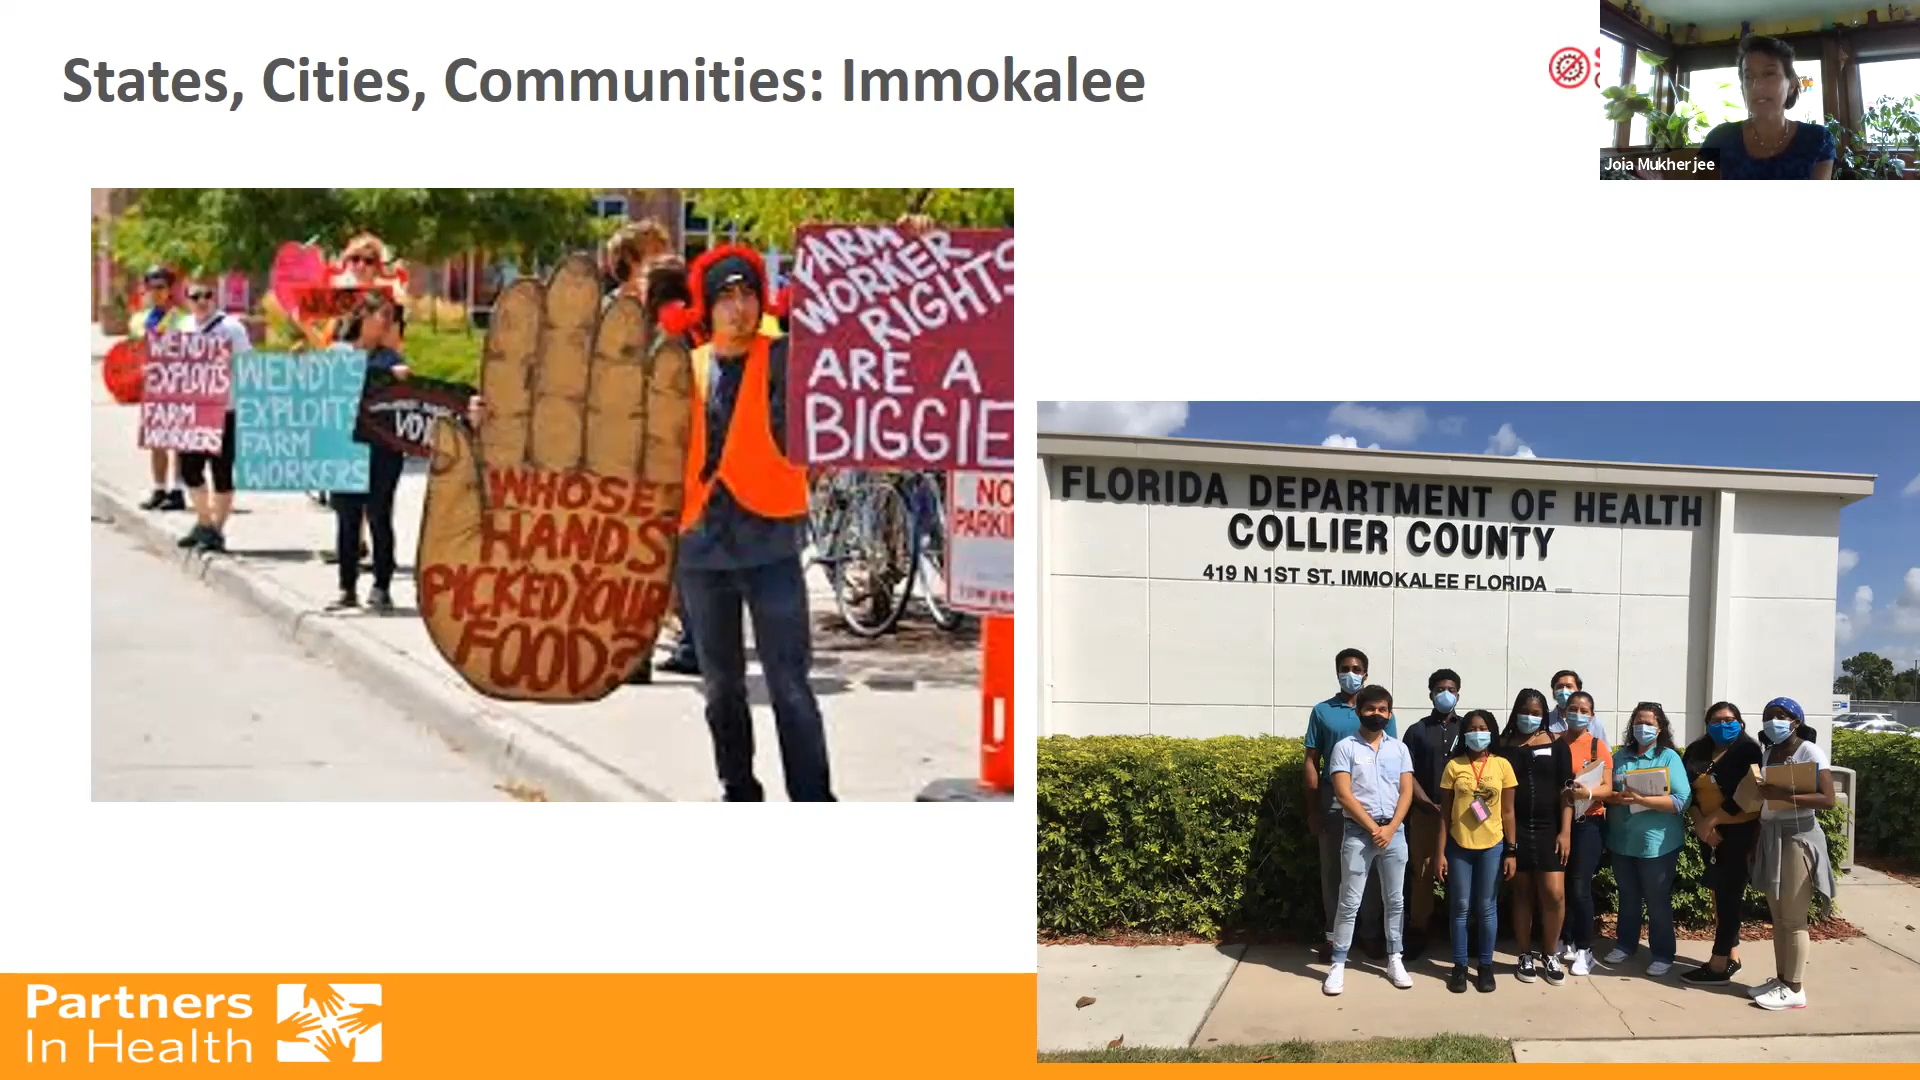 States, Cities, Communities: Immokalee
Joia Mukherjee
WENDY'S
EXPLOITS
FARM
WORKERS
WENDY'S
EXPLOITS
FARM
WORKERS
WHOSE
HANDS
PICKED YOUR
FOOD?
FARM
WORKER
RIGHTS
ARE A
BIGGIE
NO
PARKIN
FLORIDA DEPARTMENT OF HEALTH
COLLIER COUNTY
419 N 1ST ST. IMMOKALEE FLORIDA
Partners
In Health